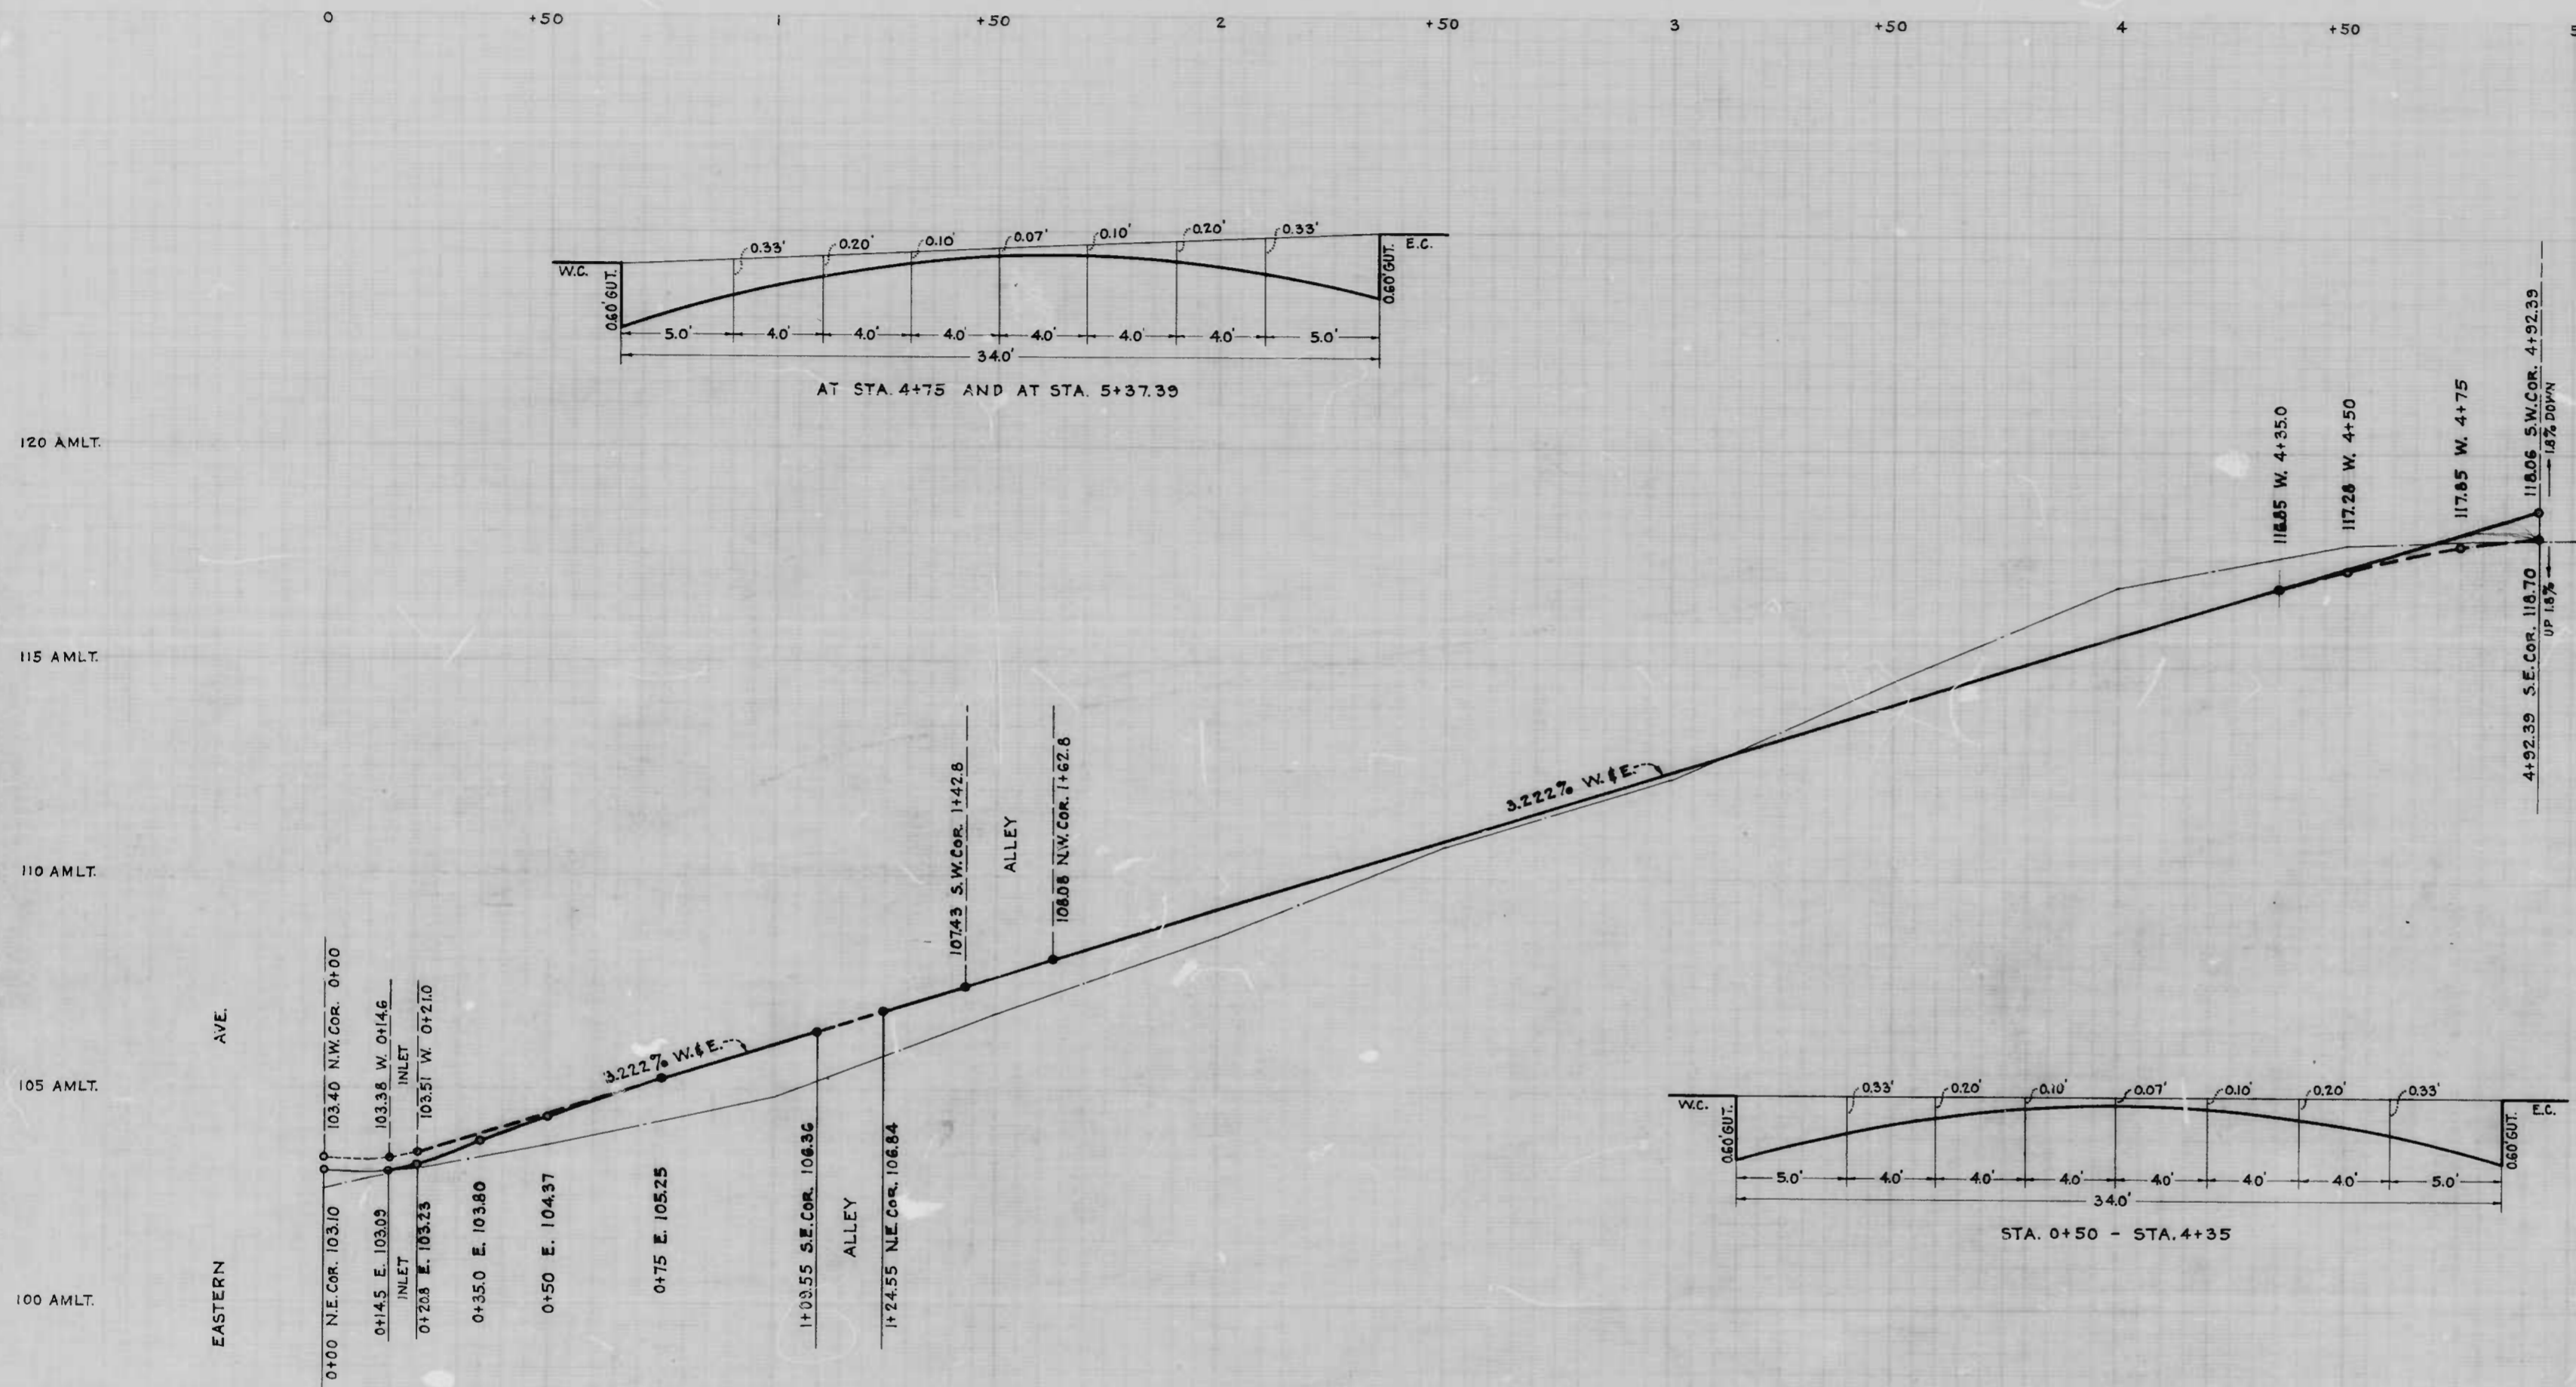 0 +50 1 +50 2 +50 3 +50 4 +50 5
0.33' 0.20' 0.10' 0.07' 0.10' 0.20' 0.33'
W.C. E.C.
0.60' GUT. 0.60' GUT.
5.0' 4.0' 4.0' 4.0' 4.0' 4.0' 4.0' 5.0'
34.0'
AT STA. 4+75 AND AT STA. 5+37.39
120 AMLT.
115 AMLT.
110 AMLT.
105 AMLT.
100 AMLT.
116.85 W. 4+35.0
117.28 W. 4+50
117.85 W. 4+75
118.06 S.W. COR. 4+92.39
1.8% DOWN
4+92.39 S.E. COR. 118.70
UP 1.8%
3.222% W. & E.
107.43 S.W. COR. 1+42.8
ALLEY
108.08 N.W. COR. 1+62.8
EASTERN AVE.
103.40 N.W. COR. 0+00
103.38 W. 0+14.6
INLET
103.51 W. 0+21.0
3.222% W. & E.
0+00 N.E. COR. 103.10
0+14.5 E. 103.09
INLET
0+20.8 E. 103.23
0+35.0 E. 103.80
0+50 E. 104.37
0+75 E. 105.25
1+09.55 S.E. COR. 106.36
ALLEY
1+24.55 N.E. COR. 106.84
0.33' 0.20' 0.10' 0.07' 0.10' 0.20' 0.33'
W.C. E.C.
0.60' GUT. 0.60' GUT.
5.0' 4.0' 4.0' 4.0' 4.0' 4.0' 4.0' 5.0'
34.0'
STA. 0+50 - STA. 4+35